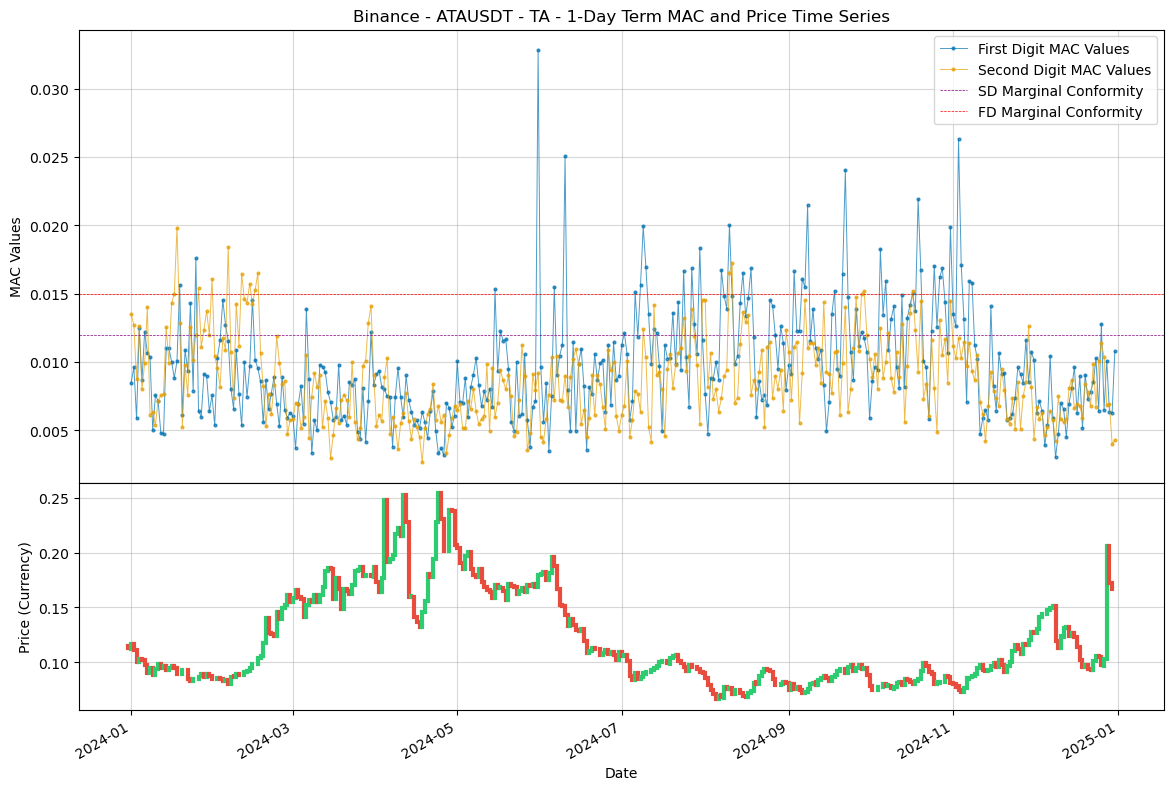 Binance - ATAUSDT - TA - 1-Day Term MAC and Price Time Series
First Digit MAC Values
Second Digit MAC Values
SD Marginal Conformity
FD Marginal Conformity
MAC Values
0.030
0.025
0.020
0.015
0.010
0.005
Price (Currency)
0.25
0.20
0.15
0.10
2024-01
2024-03
2024-05
2024-07
2024-09
2024-11
2025-01
Date